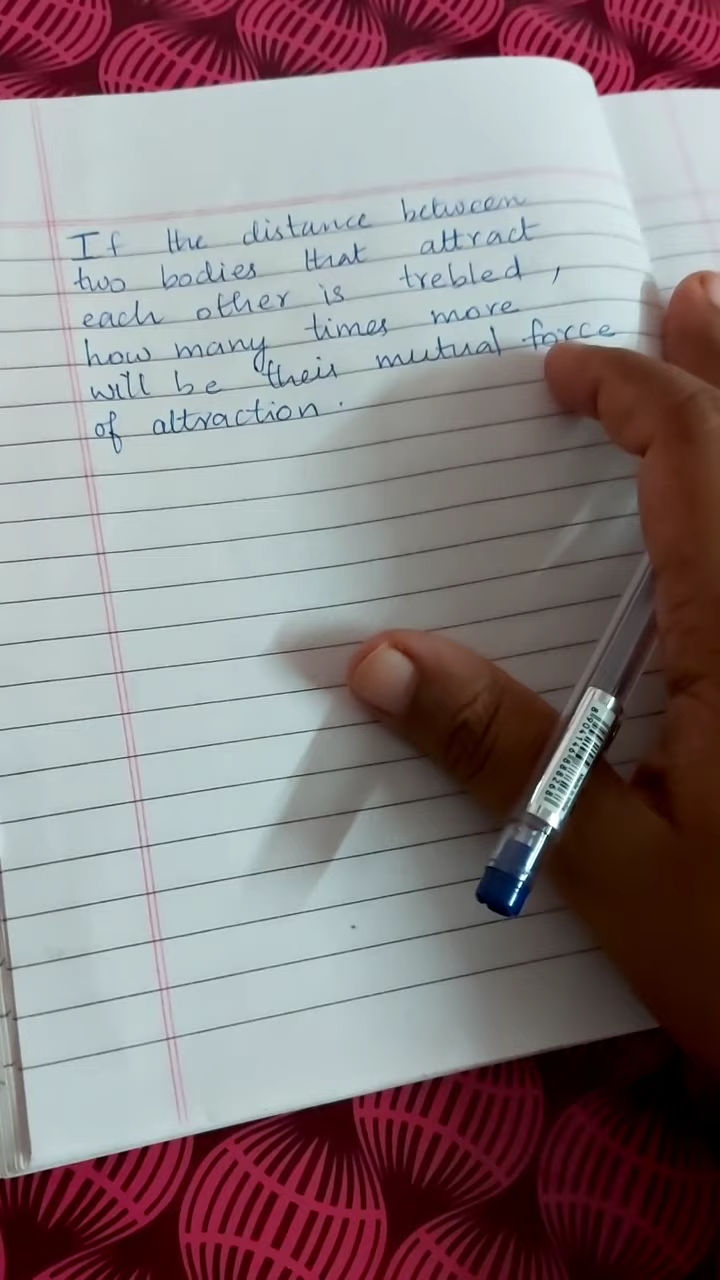 If the distance between
two bodies that attract
each other is trebled,
how many times more
will be their mutual force
of attraction.